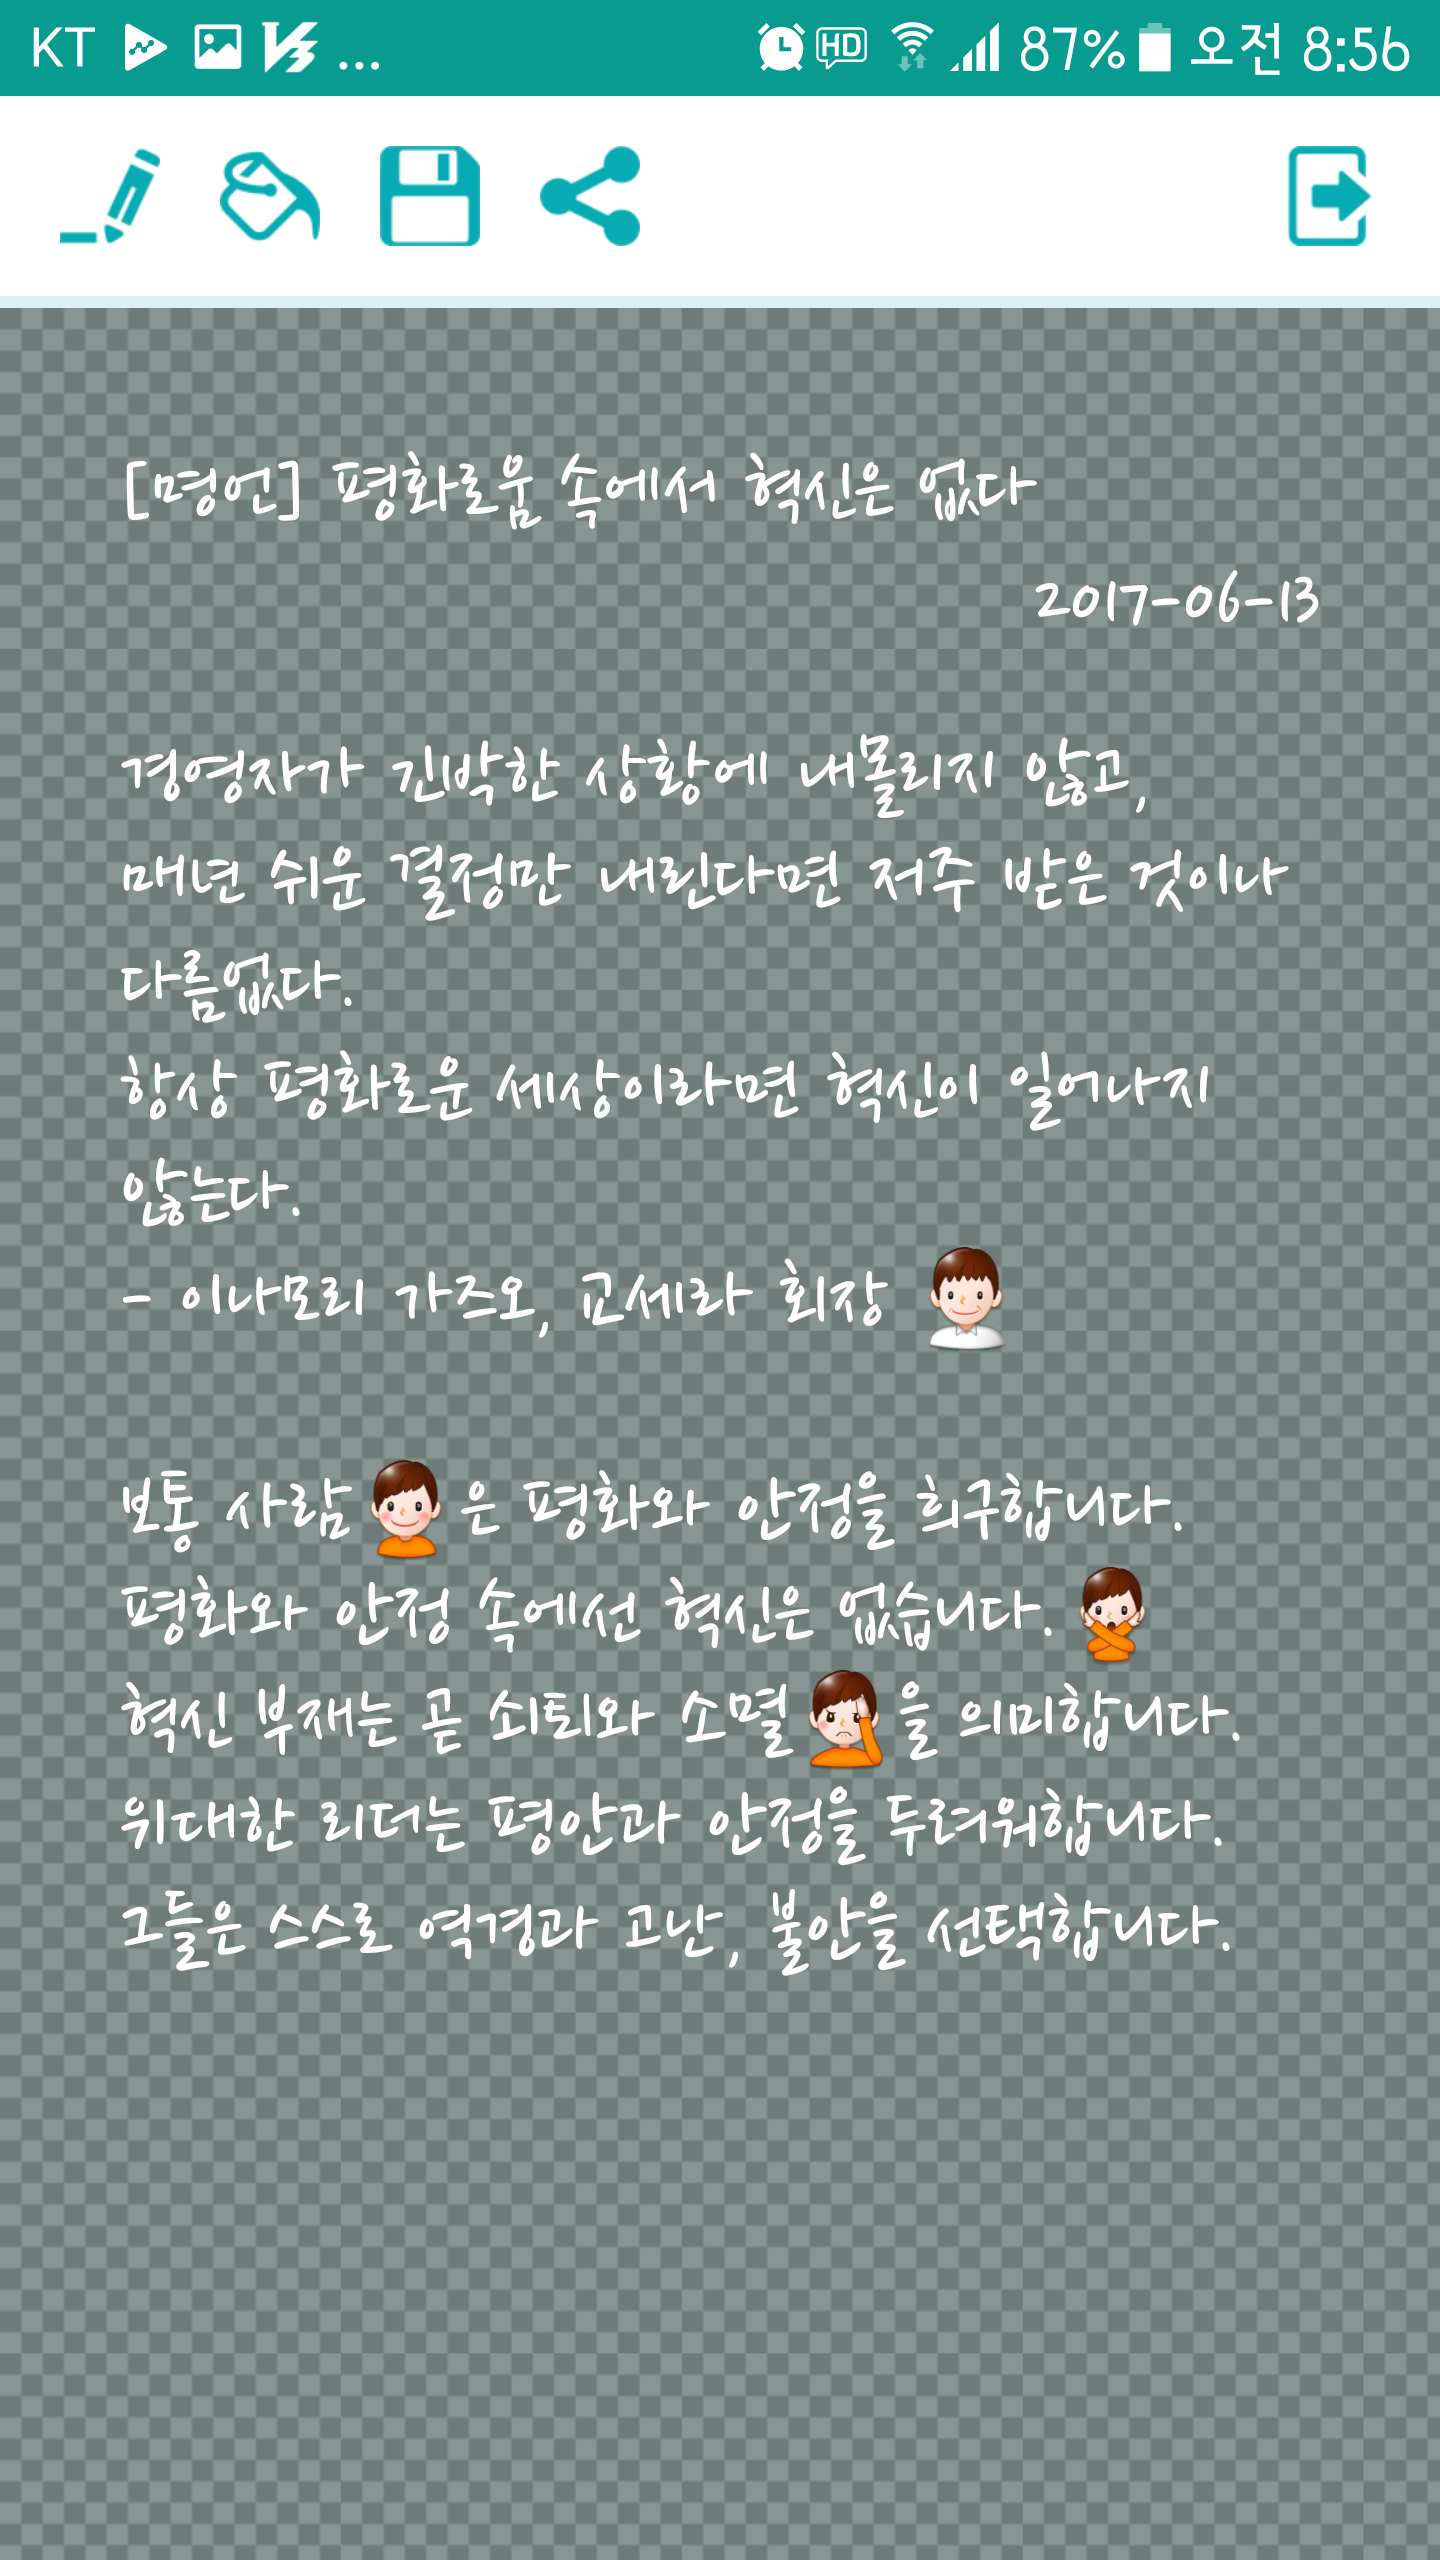 KT ... HD 87% 오전 8:56
[명언] 평화로움 속에서 혁신은 없다
2017-06-13
경영자가 긴박한 상황에 내몰리지 않고,
매년 쉬운 결정만 내린다면 저주 받은 것이나
다름없다.
항상 평화로운 세상이라면 혁신이 일어나지
않는다.
- 이나모리 가즈오, 교세라 회장
보통 사람은 평화와 안정을 희구합니다.
평화와 안정 속에선 혁신은 없습니다.
혁신 부재는 곧 쇠퇴와 소멸을 의미합니다.
위대한 리더는 평안과 안정을 두려워합니다.
그들은 스스로 역경과 고난, 불안을 선택합니다.